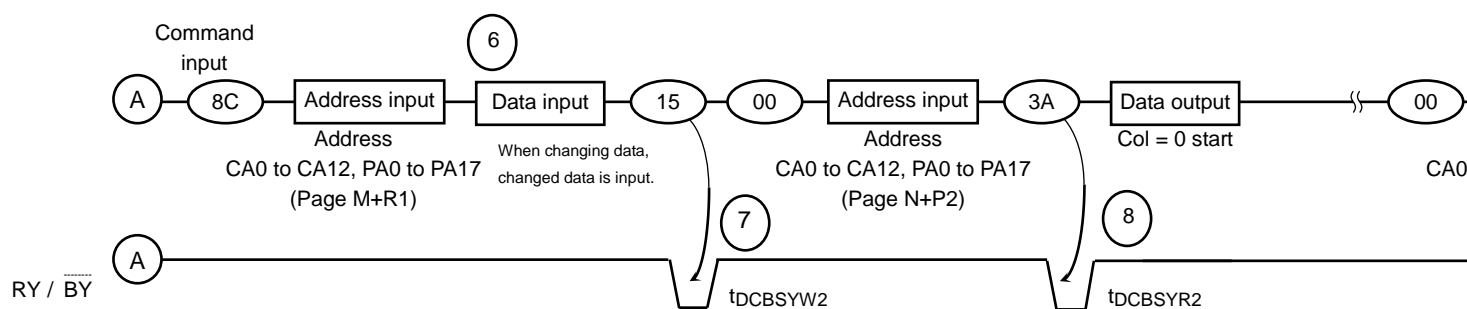 Command
input
6
A
8C
Address input
Data input
15
00
Address input
3A
Data output
00
Address
CA0 to CA12, PA0 to PA17
(Page M+R1)
When changing data,
changed data is input.
Address
CA0 to CA12, PA0 to PA17
(Page N+P2)
Col = 0 start
CA0
7
8
A
RY / BY
tDCBSYW2
tDCBSYR2